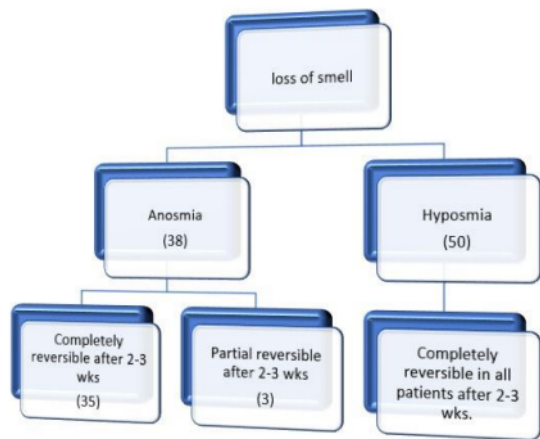 loss of smell
Anosmia
(38)
Hyposmia
(50)
Completely
reversible after 2-3
wks
(35)
Partial reversible
after 2-3 wks
(3)
Completely
reversible in all
patients after 2-3
wks.